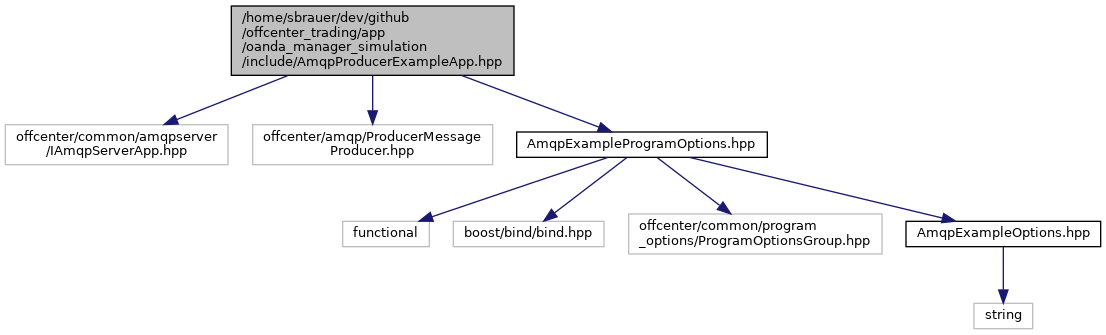 /home/sbrauer/dev/github
/offcenter_trading/app
/oanda_manager_simulation
/include/AmqpProducerExampleApp.hpp
offcenter/common/amqpserver
/IAmqpServerApp.hpp
offcenter/amqp/ProducerMessage
Producer.hpp
AmqpExampleProgramOptions.hpp
functional
boost/bind/bind.hpp
offcenter/common/program
_options/ProgramOptionsGroup.hpp
AmqpExampleOptions.hpp
string